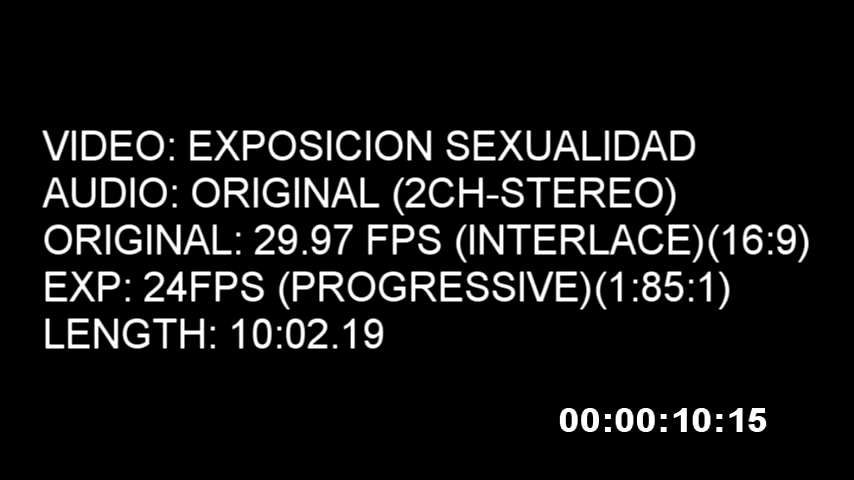 VIDEO: EXPOSICION SEXUALIDAD
AUDIO: ORIGINAL (2CH-STEREO)
ORIGINAL: 29.97 FPS (INTERLACE)(16:9)
EXP: 24FPS (PROGRESSIVE)(1:85:1)
LENGTH: 10:02.19
00:00:10:15